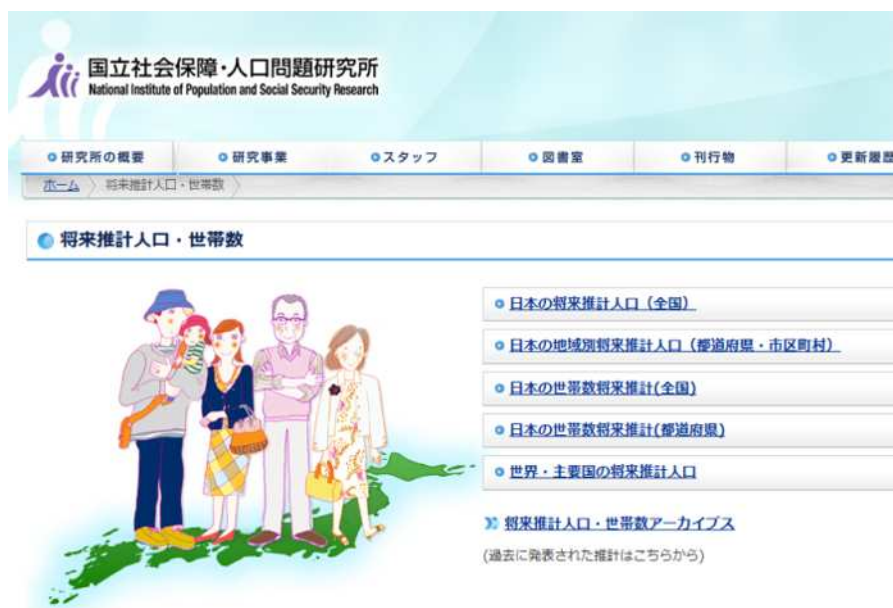 国立社会保障・人口問題研究所
National Institute of Population and Social Security Research
研究所の概要 研究事業 スタッフ 図書室 刊行物 更新履歴
ホーム 将来推計人口・世帯数
将来推計人口・世帯数
日本の将来推計人口（全国）
日本の地域別将来推計人口（都道府県・市区町村）
日本の世帯数将来推計(全国)
日本の世帯数将来推計(都道府県)
世界・主要国の将来推計人口
将来推計人口・世帯数アーカイブス
(過去に発表された推計はこちらから)